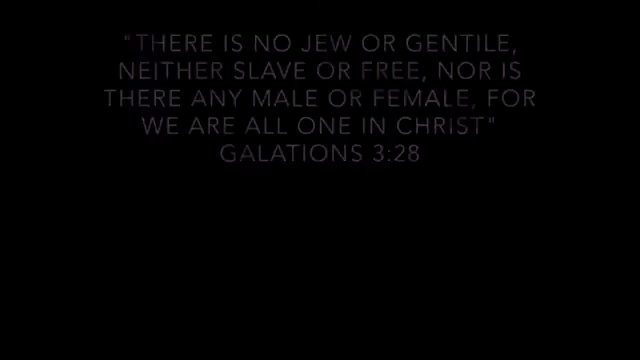 "THERE IS NO JEW OR GENTILE,
NEITHER SLAVE OR FREE, NOR IS
THERE ANY MALE OR FEMALE, FOR
WE ARE ALL ONE IN CHRIST"
GALATIONS 3:28